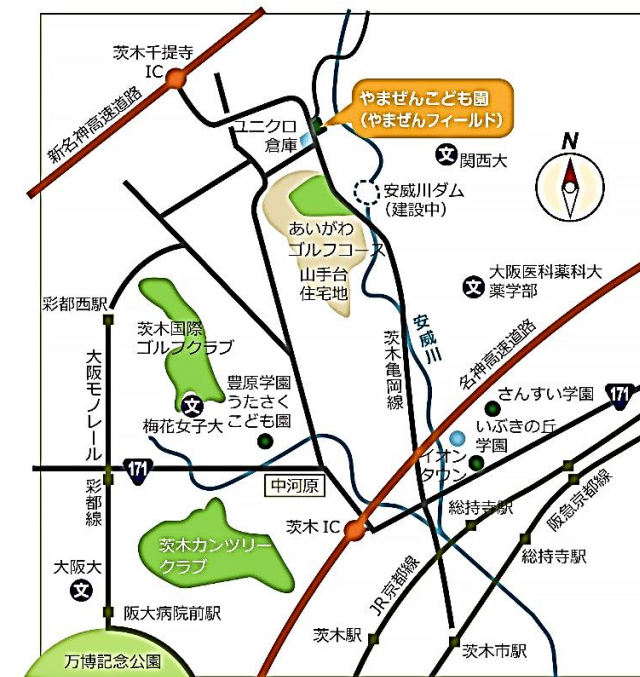 茨木千提寺
IC
新名神高速道路
ユニクロ
倉庫
やまぜんこども園
(やまぜんフィールド)
文
関西大
N
安威川ダム
(建設中)
あいがわ
ゴルフコース
山手台
住宅地
文
大阪医科薬科大
薬学部
彩都西駅
茨木国際
ゴルフクラブ
大阪モノレール
彩都線
豊原学園
うたさく
こども園
文
梅花女子大
茨木亀岡線
安威川
名神高速道路
171
さんすい学園
いぶきの丘
学園
イオン
タウン
171
中河原
茨木 IC
総持寺駅
阪急京都線
総持寺駅
茨木カンツリー
クラブ
大阪大
文
阪大病院前駅
JR京都線
茨木駅
茨木市駅
万博記念公園